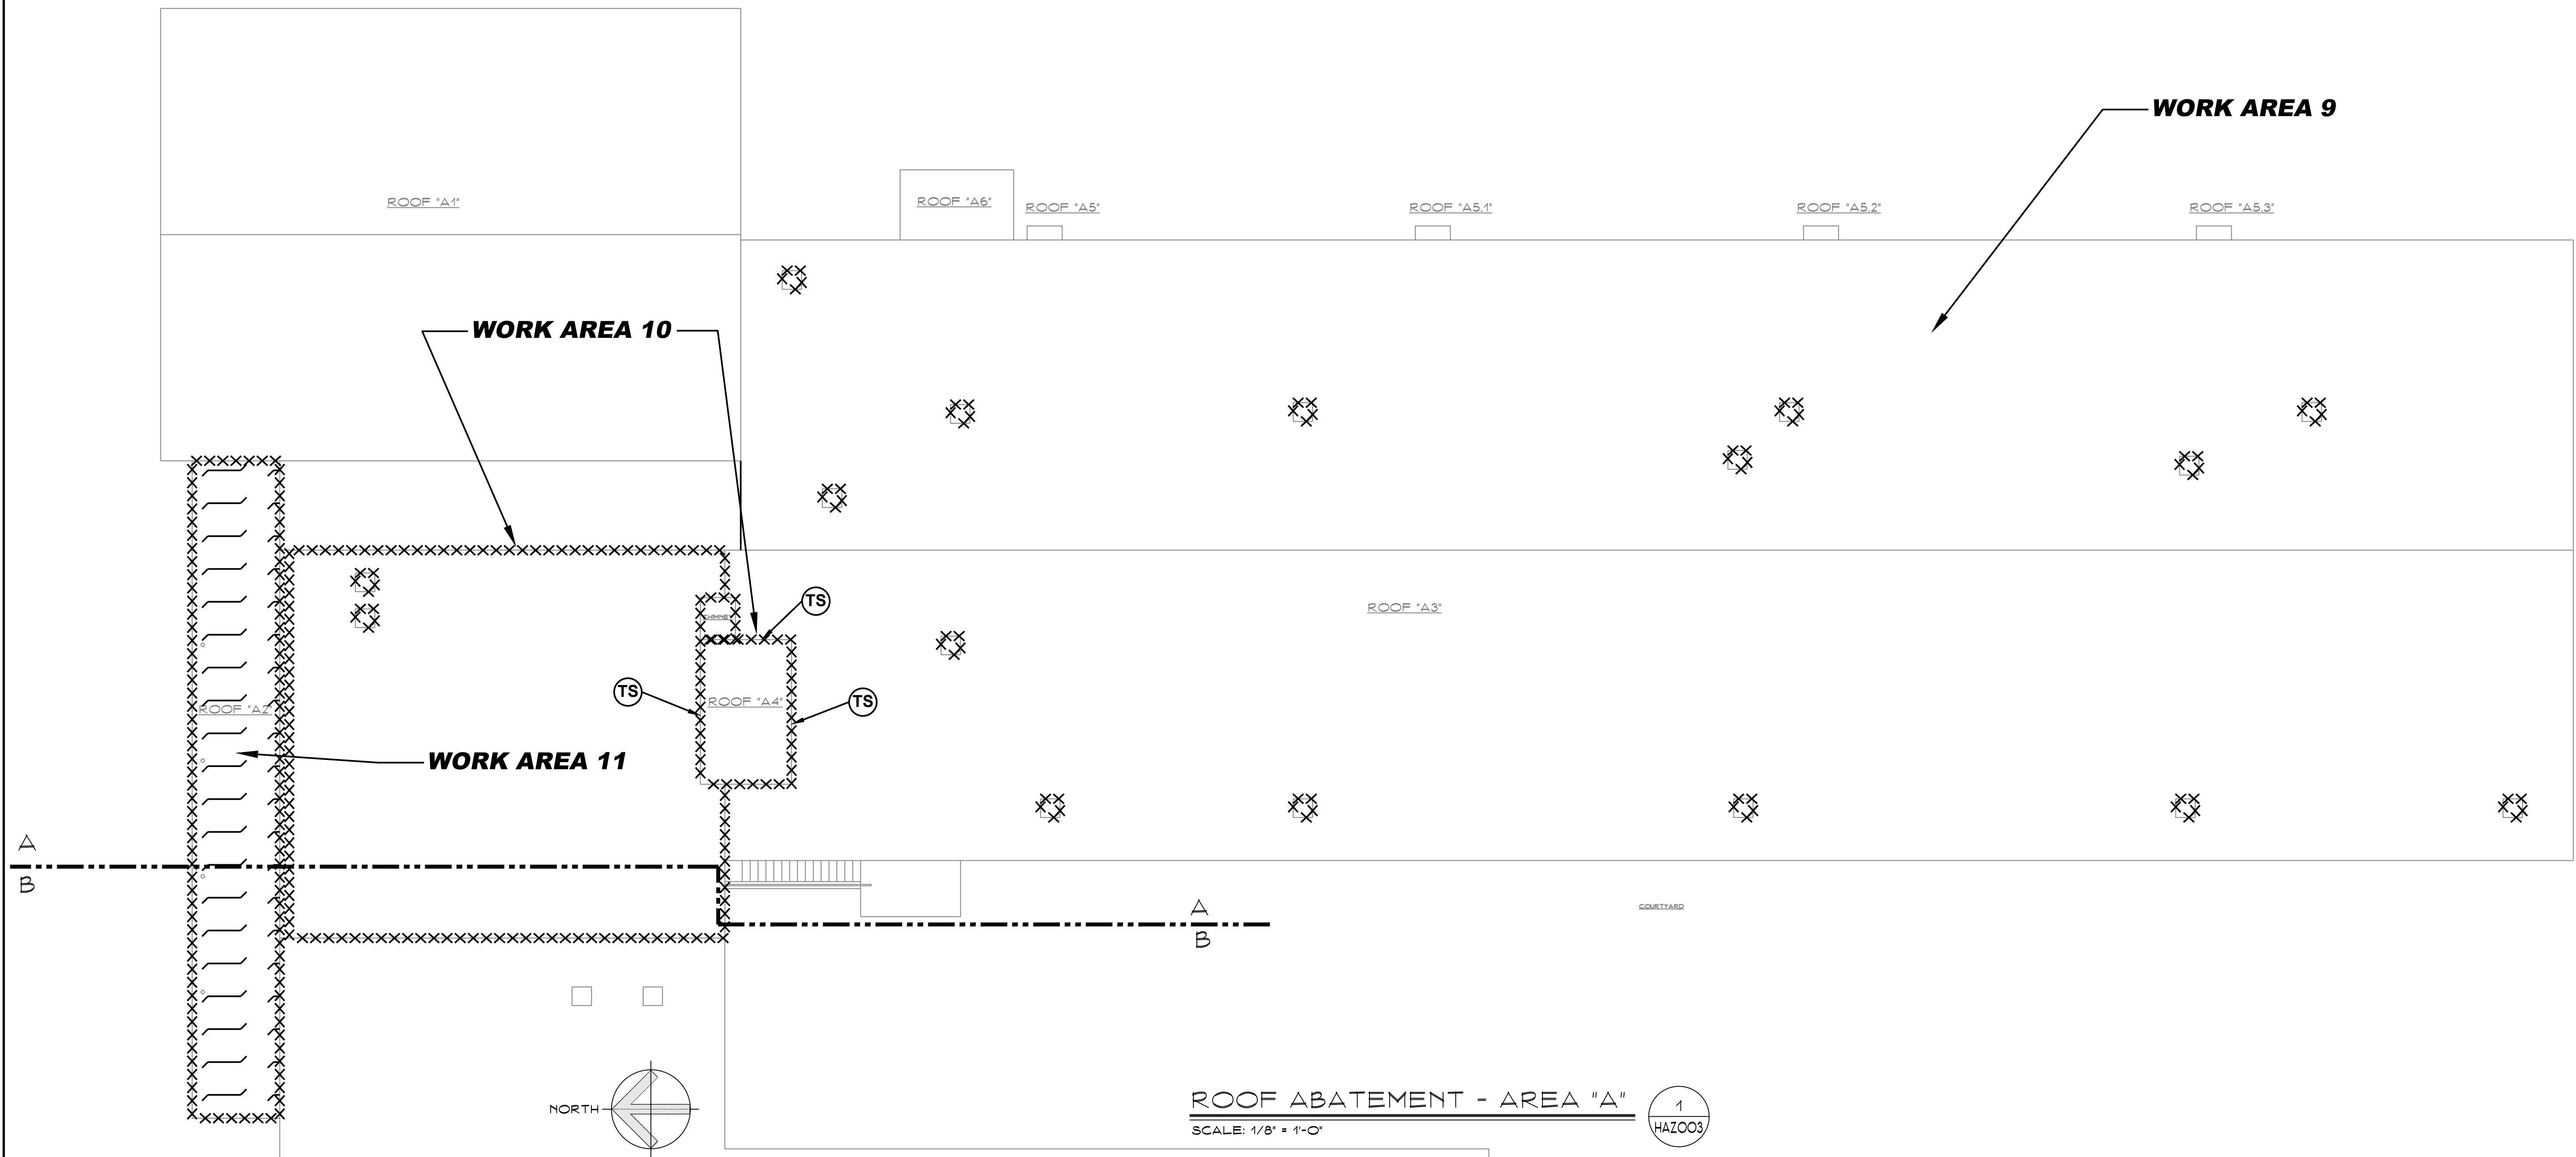 WORK AREA 9
ROOF "A1"
ROOF "A6"
ROOF "A5"
ROOF "A5.1"
ROOF "A5.2"
ROOF "A5.3"
WORK AREA 10
TS
ROOF "A3"
TS
ROOF "A4"
TS
ROOF "A2"
WORK AREA 11
A
B
A
B
COURTYARD
NORTH
ROOF ABATEMENT - AREA "A"
SCALE: 1/8" = 1'-0"
1
HAZ003